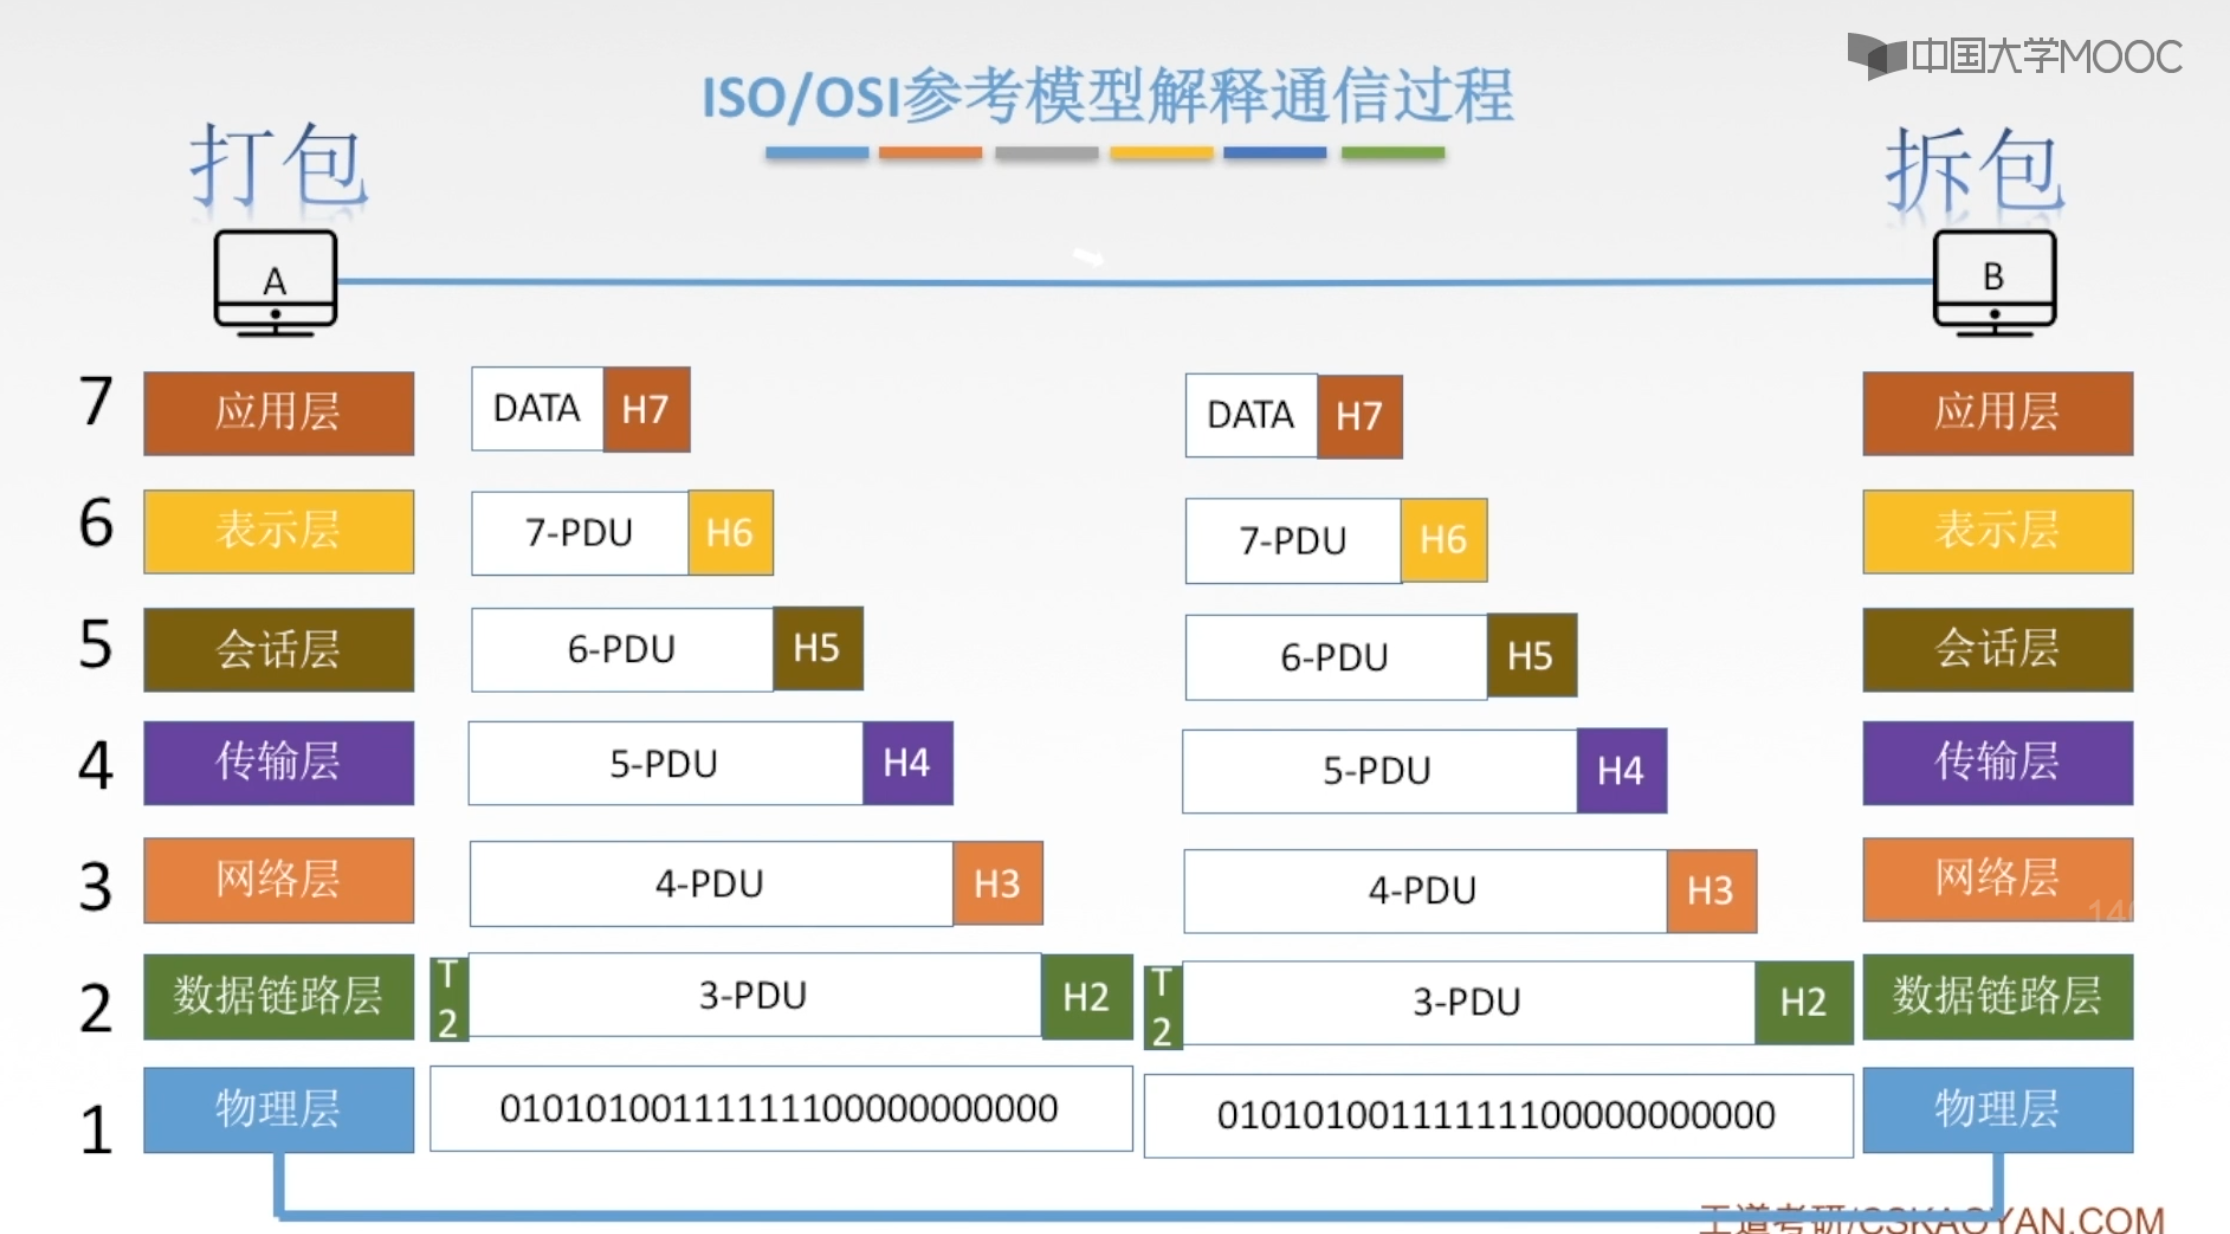 中国大学MOOC
ISO/OSI参考模型解释通信过程
打包
拆包
A
B
7 应用层 DATA H7 DATA H7 应用层
6 表示层 7-PDU H6 7-PDU H6 表示层
5 会话层 6-PDU H5 6-PDU H5 会话层
4 传输层 5-PDU H4 5-PDU H4 传输层
3 网络层 4-PDU H3 4-PDU H3 网络层
2 数据链路层 T2 3-PDU H2 T2 3-PDU H2 数据链路层
1 物理层 010101001111111100000000000 010101001111111100000000000 物理层
王道考研/CSKAOYAN.COM